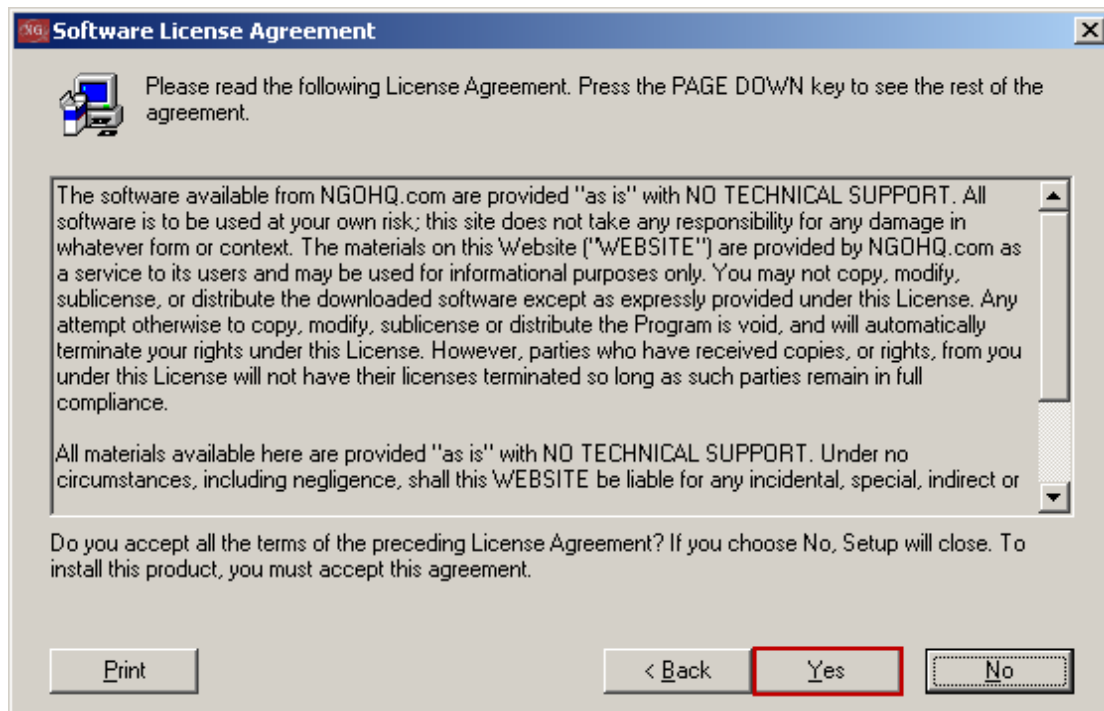 NG
Software License Agreement
Please read the following License Agreement. Press the PAGE DOWN key to see the rest of the
agreement.
The software available from NGOHQ.com are provided "as is" with NO TECHNICAL SUPPORT. All
software is to be used at your own risk; this site does not take any responsibility for any damage in
whatever form or context. The materials on this Website ("WEBSITE") are provided by NGOHQ.com as
a service to its users and may be used for informational purposes only. You may not copy, modify,
sublicense, or distribute the downloaded software except as expressly provided under this License. Any
attempt otherwise to copy, modify, sublicense or distribute the Program is void, and will automatically
terminate your rights under this License. However, parties who have received copies, or rights, from you
under this License will not have their licenses terminated so long as such parties remain in full
compliance.
All materials available here are provided "as is" with NO TECHNICAL SUPPORT. Under no
circumstances, including negligence, shall this WEBSITE be liable for any incidental, special, indirect or
Do you accept all the terms of the preceding License Agreement? If you choose No, Setup will close. To
install this product, you must accept this agreement.
Print
< Back
Yes
No